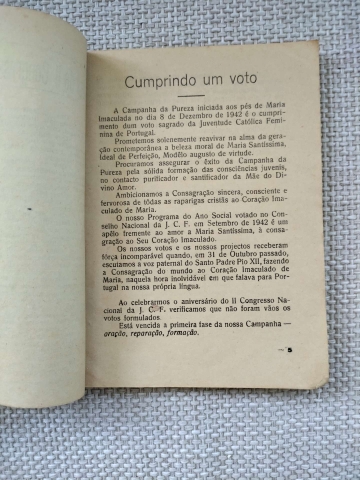 Cumprindo um voto
A Campanha da Pureza iniciada aos pés de Maria
Imaculada no dia 8 de Dezembro de 1942 é o cumpri-
mento dum voto sagrado da juventude Católica Femi-
nina de Portugal.
Prometemos solenemente reavivar na alma da gera-
ção contemporânea a beleza moral de Maria Santíssima,
Ideal de Perfeição, Modêlo augusto de virtude.
Procuramos assegurar o êxito da Campanha da
Pureza pela sólida formação das consciências juvenis,
no contacto purificador e santificador da Mãe do Di-
vino Amor.
Ambicionamos a Consagração sincera, consciente e
fervorosa de tôdas as raparigas cristãs ao Coração Ima-
culado de Maria.
O nosso Programa do Ano Social votado no Con-
selho Nacional da J. C. F. em Setembro de 1942 é um
apêlo fremente ao amor a Maria Santíssima, à consa-
gração ao Seu Coração Imaculado.
Os nossos votos e os nossos projectos receberam
fôrça incomparável quando, em 31 de Outubro passado,
escutámos a voz paternal do Santo Padre Pio XII, fazendo
a Consagração do mundo ao Coração Imaculado de
Maria, naquela hora inolvidável em que falava para Por-
tugal na nossa própria língua.
Ao celebrarmos o aniversário do II Congresso Na-
cional da J. C. F. verificamos que não foram vãos os
votos formulados.
Está vencida a primeira fase da nossa Campanha —
oração, reparação, formação.
— 5